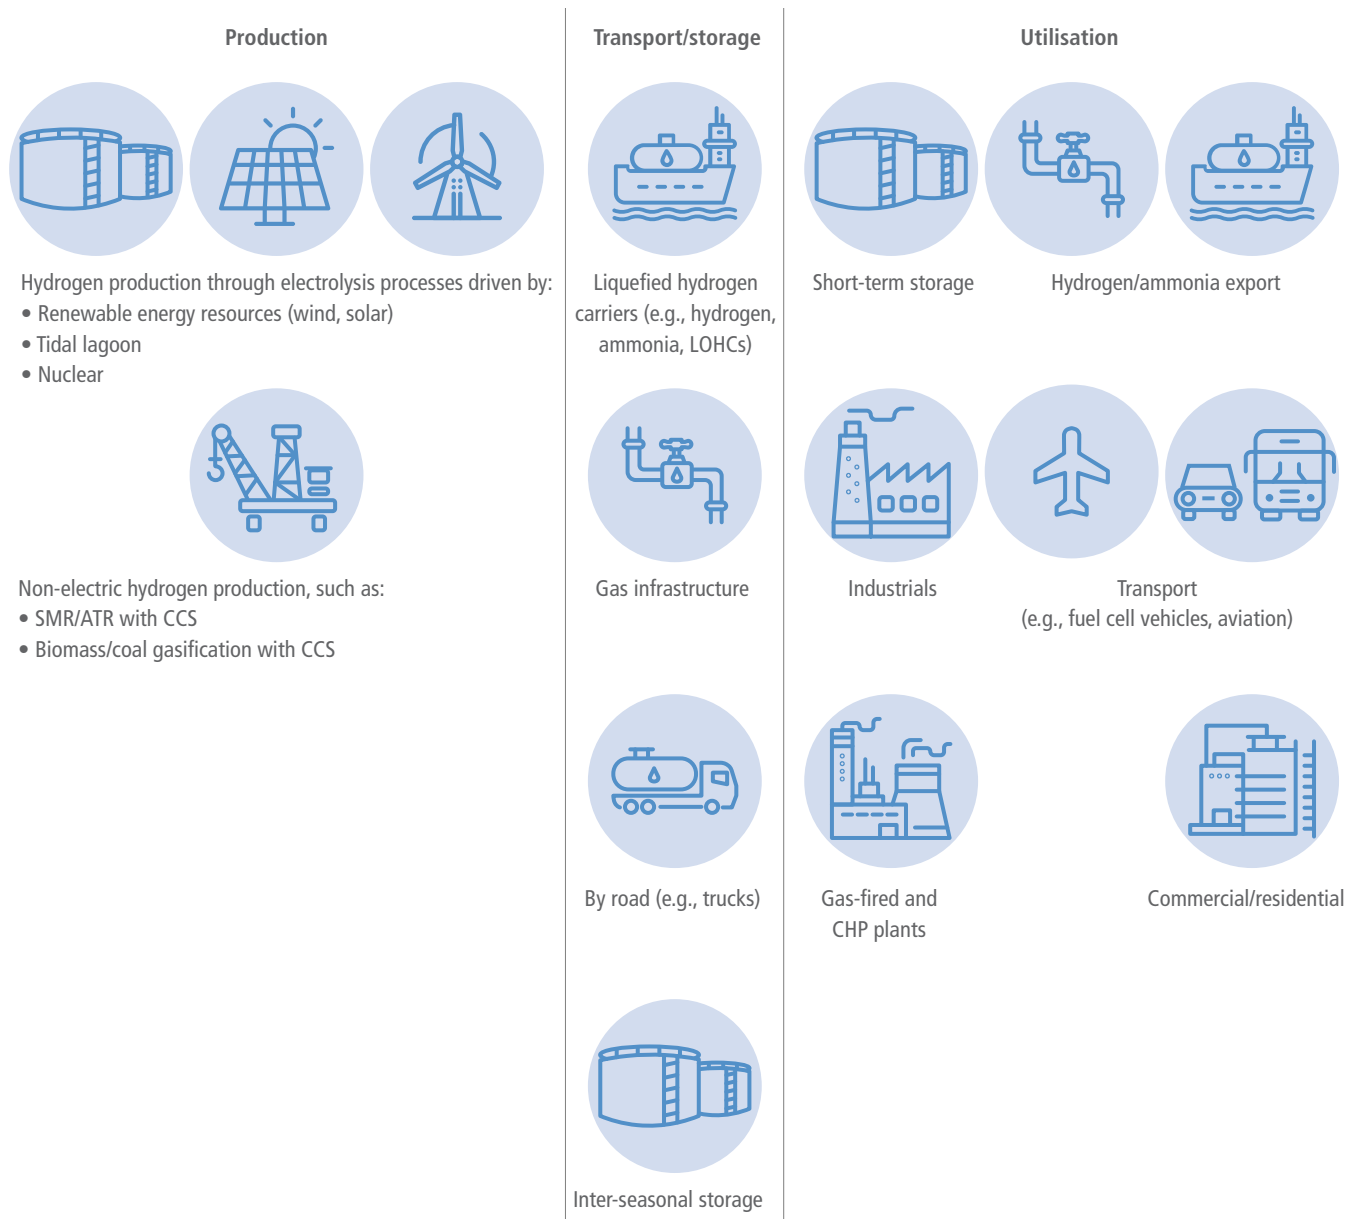 Production
Hydrogen production through electrolysis processes driven by:
• Renewable energy resources (wind, solar)
• Tidal lagoon
• Nuclear
Non-electric hydrogen production, such as:
• SMR/ATR with CCS
• Biomass/coal gasification with CCS
Transport/storage
Liquefied hydrogen
carriers (e.g., hydrogen,
ammonia, LOHCs)
Gas infrastructure
By road (e.g., trucks)
Inter-seasonal storage
Utilisation
Short-term storage
Hydrogen/ammonia export
Industrials
Transport
(e.g., fuel cell vehicles, aviation)
Gas-fired and
CHP plants
Commercial/residential